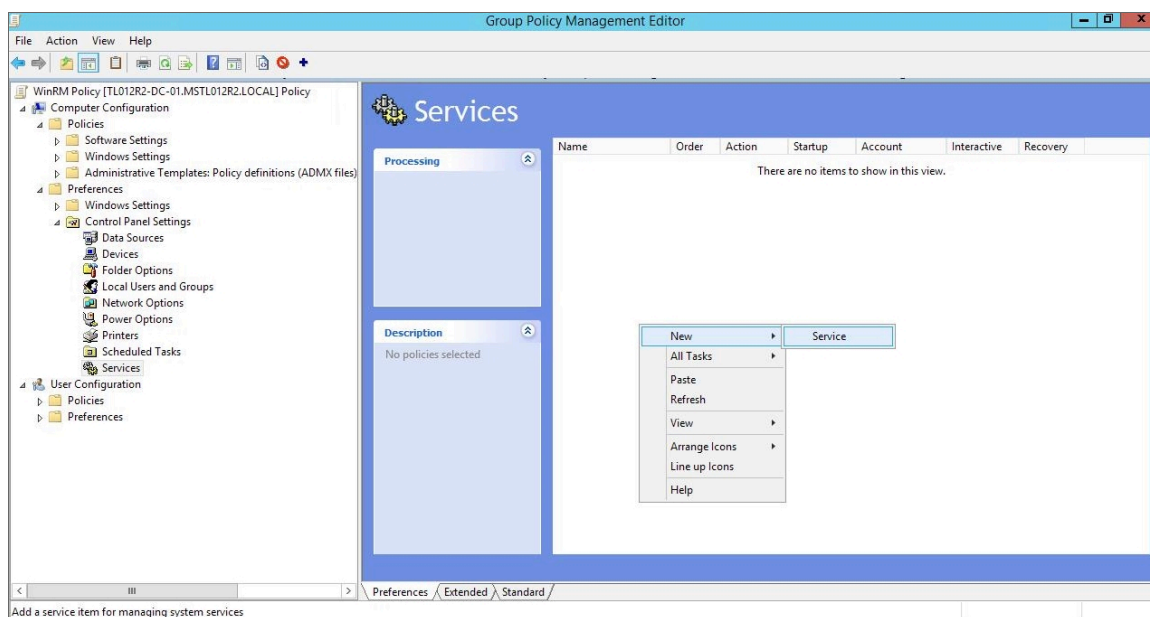 Group Policy Management Editor
File Action View Help
WinRM Policy [TL012R2-DC-01.MSTL012R2.LOCAL] Policy
Computer Configuration
Policies
Software Settings
Windows Settings
Administrative Templates: Policy definitions (ADMX files)
Preferences
Windows Settings
Control Panel Settings
Data Sources
Devices
Folder Options
Local Users and Groups
Network Options
Power Options
Printers
Scheduled Tasks
Services
User Configuration
Policies
Preferences
Services
Processing
Description
No policies selected
Name Order Action Startup Account Interactive Recovery
There are no items to show in this view.
New Service
All Tasks
Paste
Refresh
View
Arrange Icons
Line up Icons
Help
Preferences Extended Standard
Add a service item for managing system services